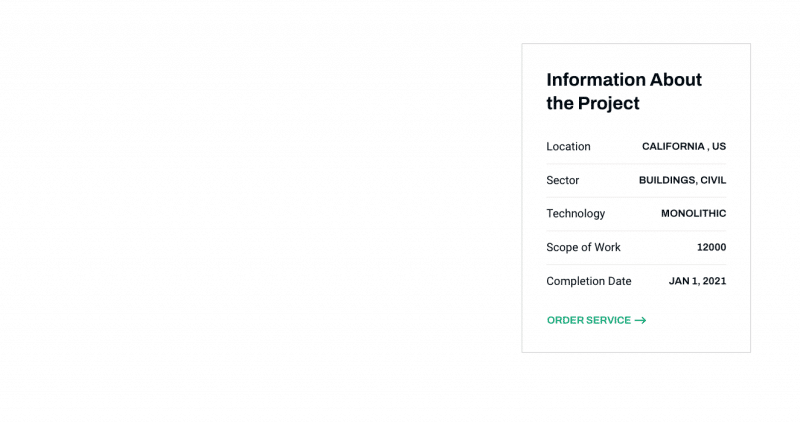 Information About
the Project
Location CALIFORNIA , US
Sector BUILDINGS, CIVIL
Technology MONOLITHIC
Scope of Work 12000
Completion Date JAN 1, 2021
ORDER SERVICE →